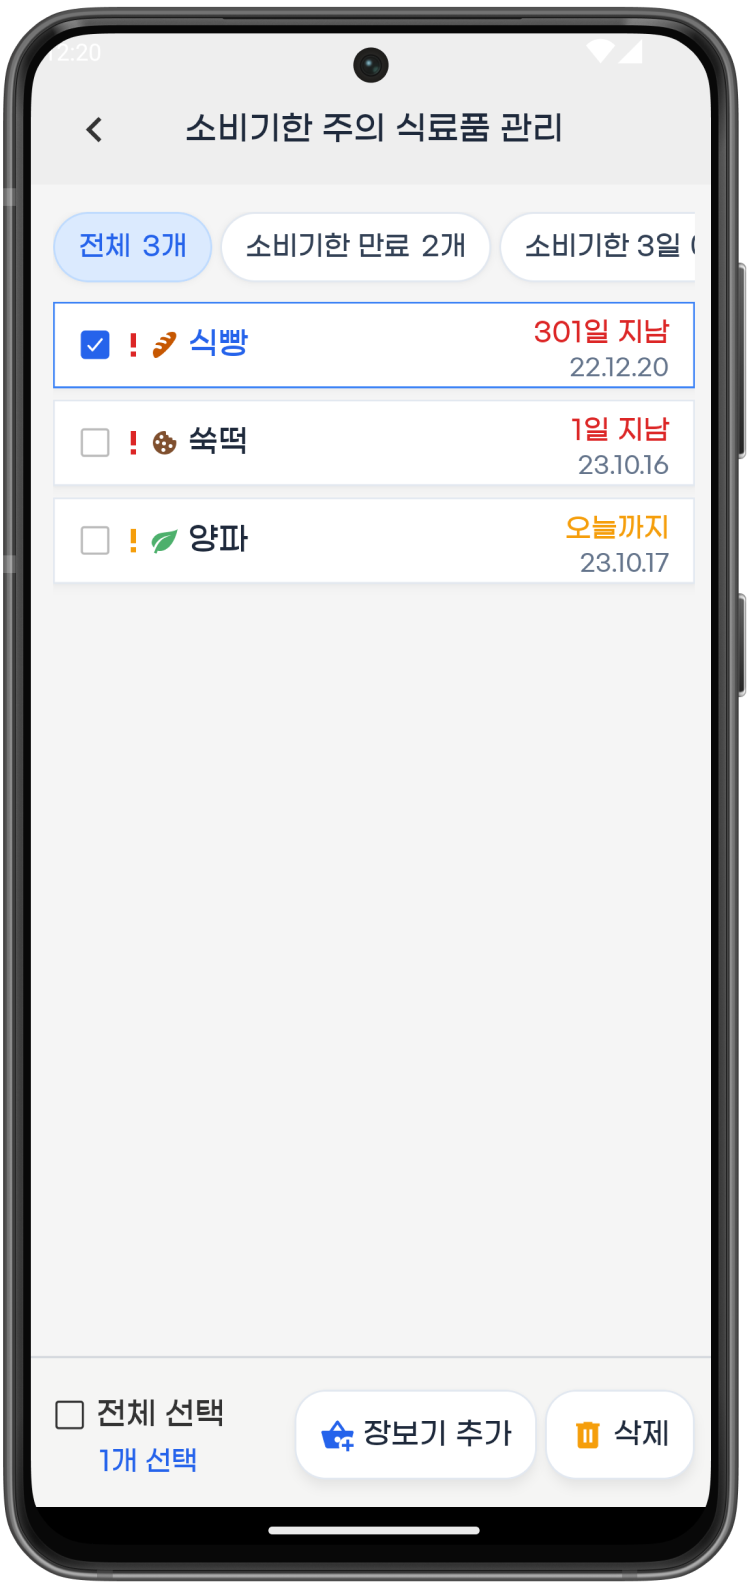 12:20
소비기한 주의 식료품 관리
전체 3개
소비기한 만료 2개
소비기한 3일
! 식빵
301일 지남
22.12.20
! 쑥떡
1일 지남
23.10.16
! 양파
오늘까지
23.10.17
전체 선택
1개 선택
장보기 추가
삭제